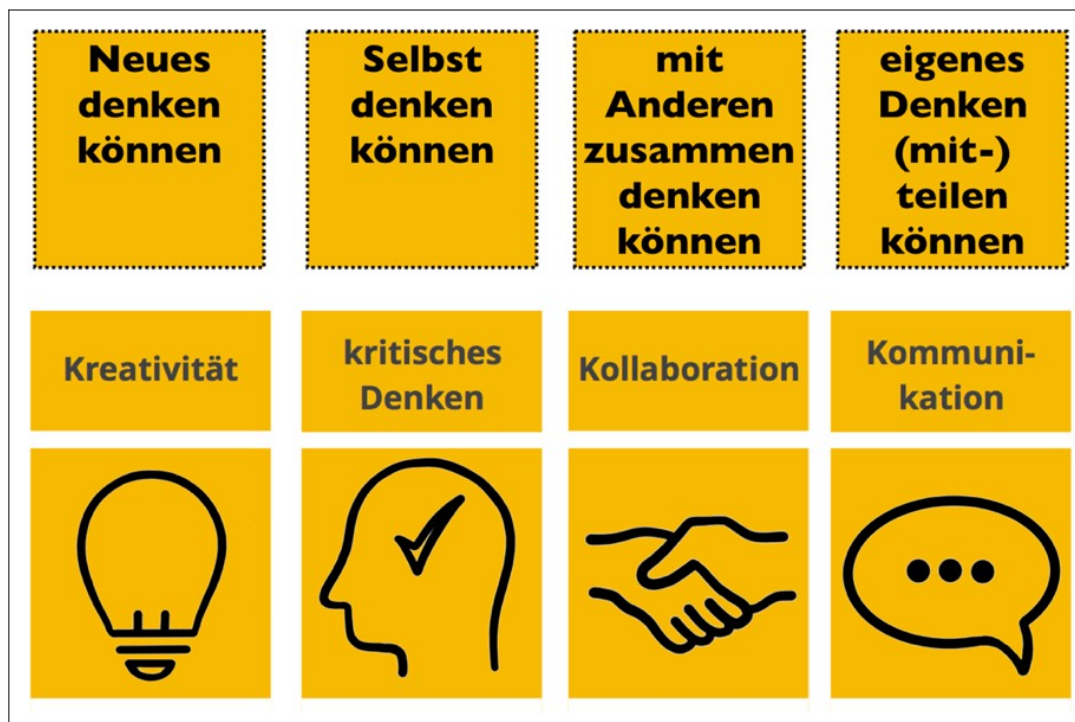 Neues
denken
können
Selbst
denken
können
mit
Anderen
zusammen
denken
können
eigenes
Denken
(mit-)
teilen
können
Kreativität
kritisches
Denken
Kollaboration
Kommuni-
kation